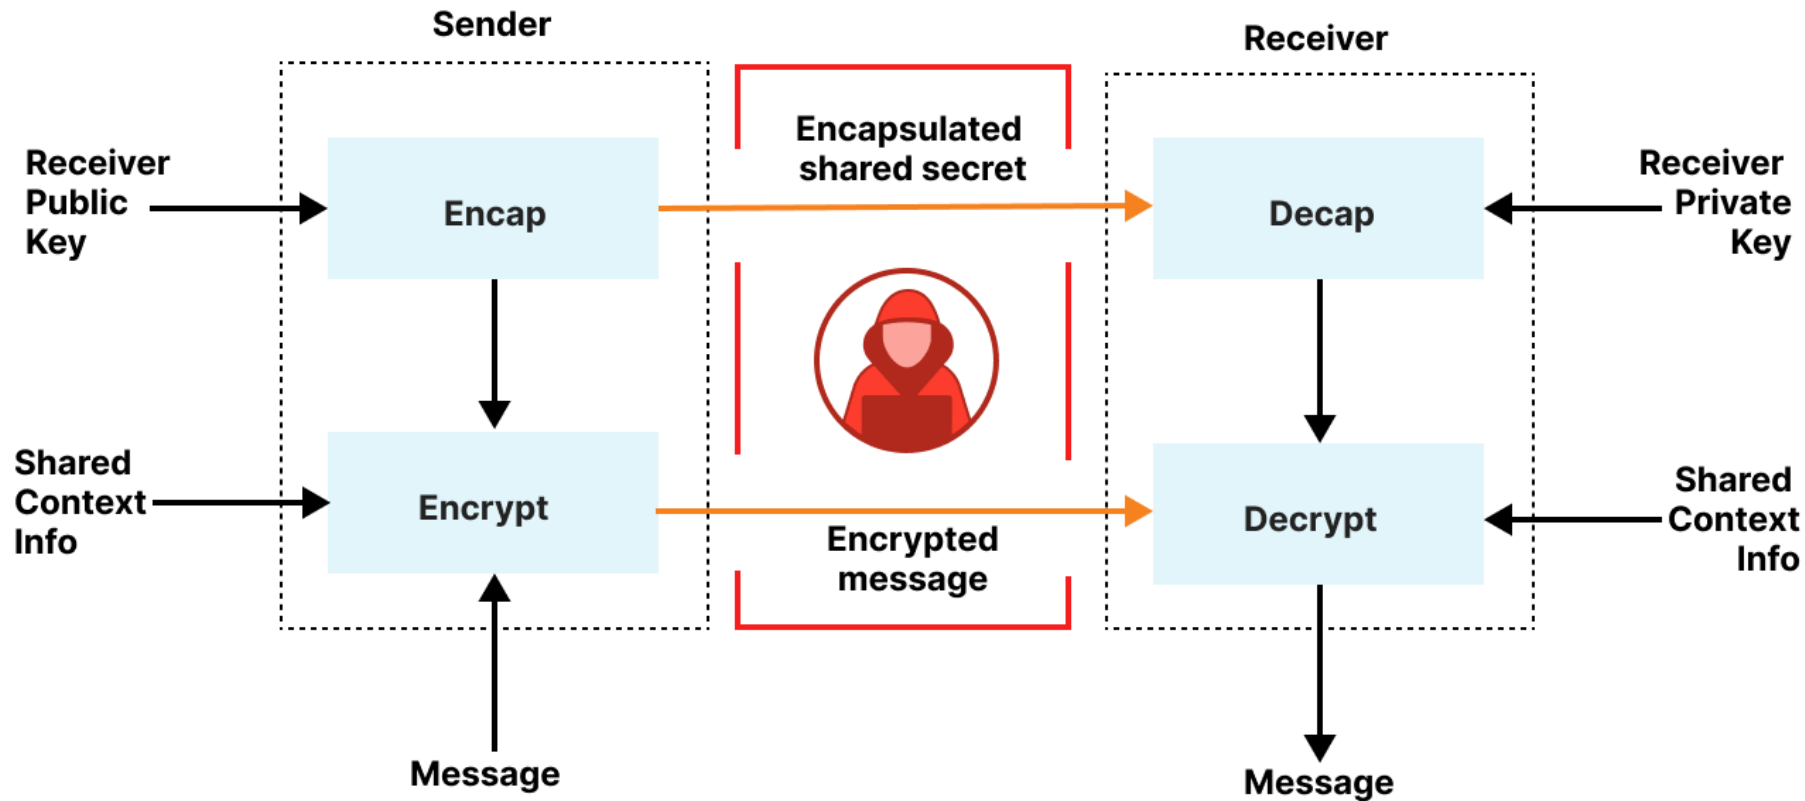 Sender
Receiver
Encapsulated
shared secret
Receiver
Public
Key
Encap
Decap
Receiver
Private
Key
Shared
Context
Info
Encrypt
Encrypted
message
Decrypt
Shared
Context
Info
Message
Message